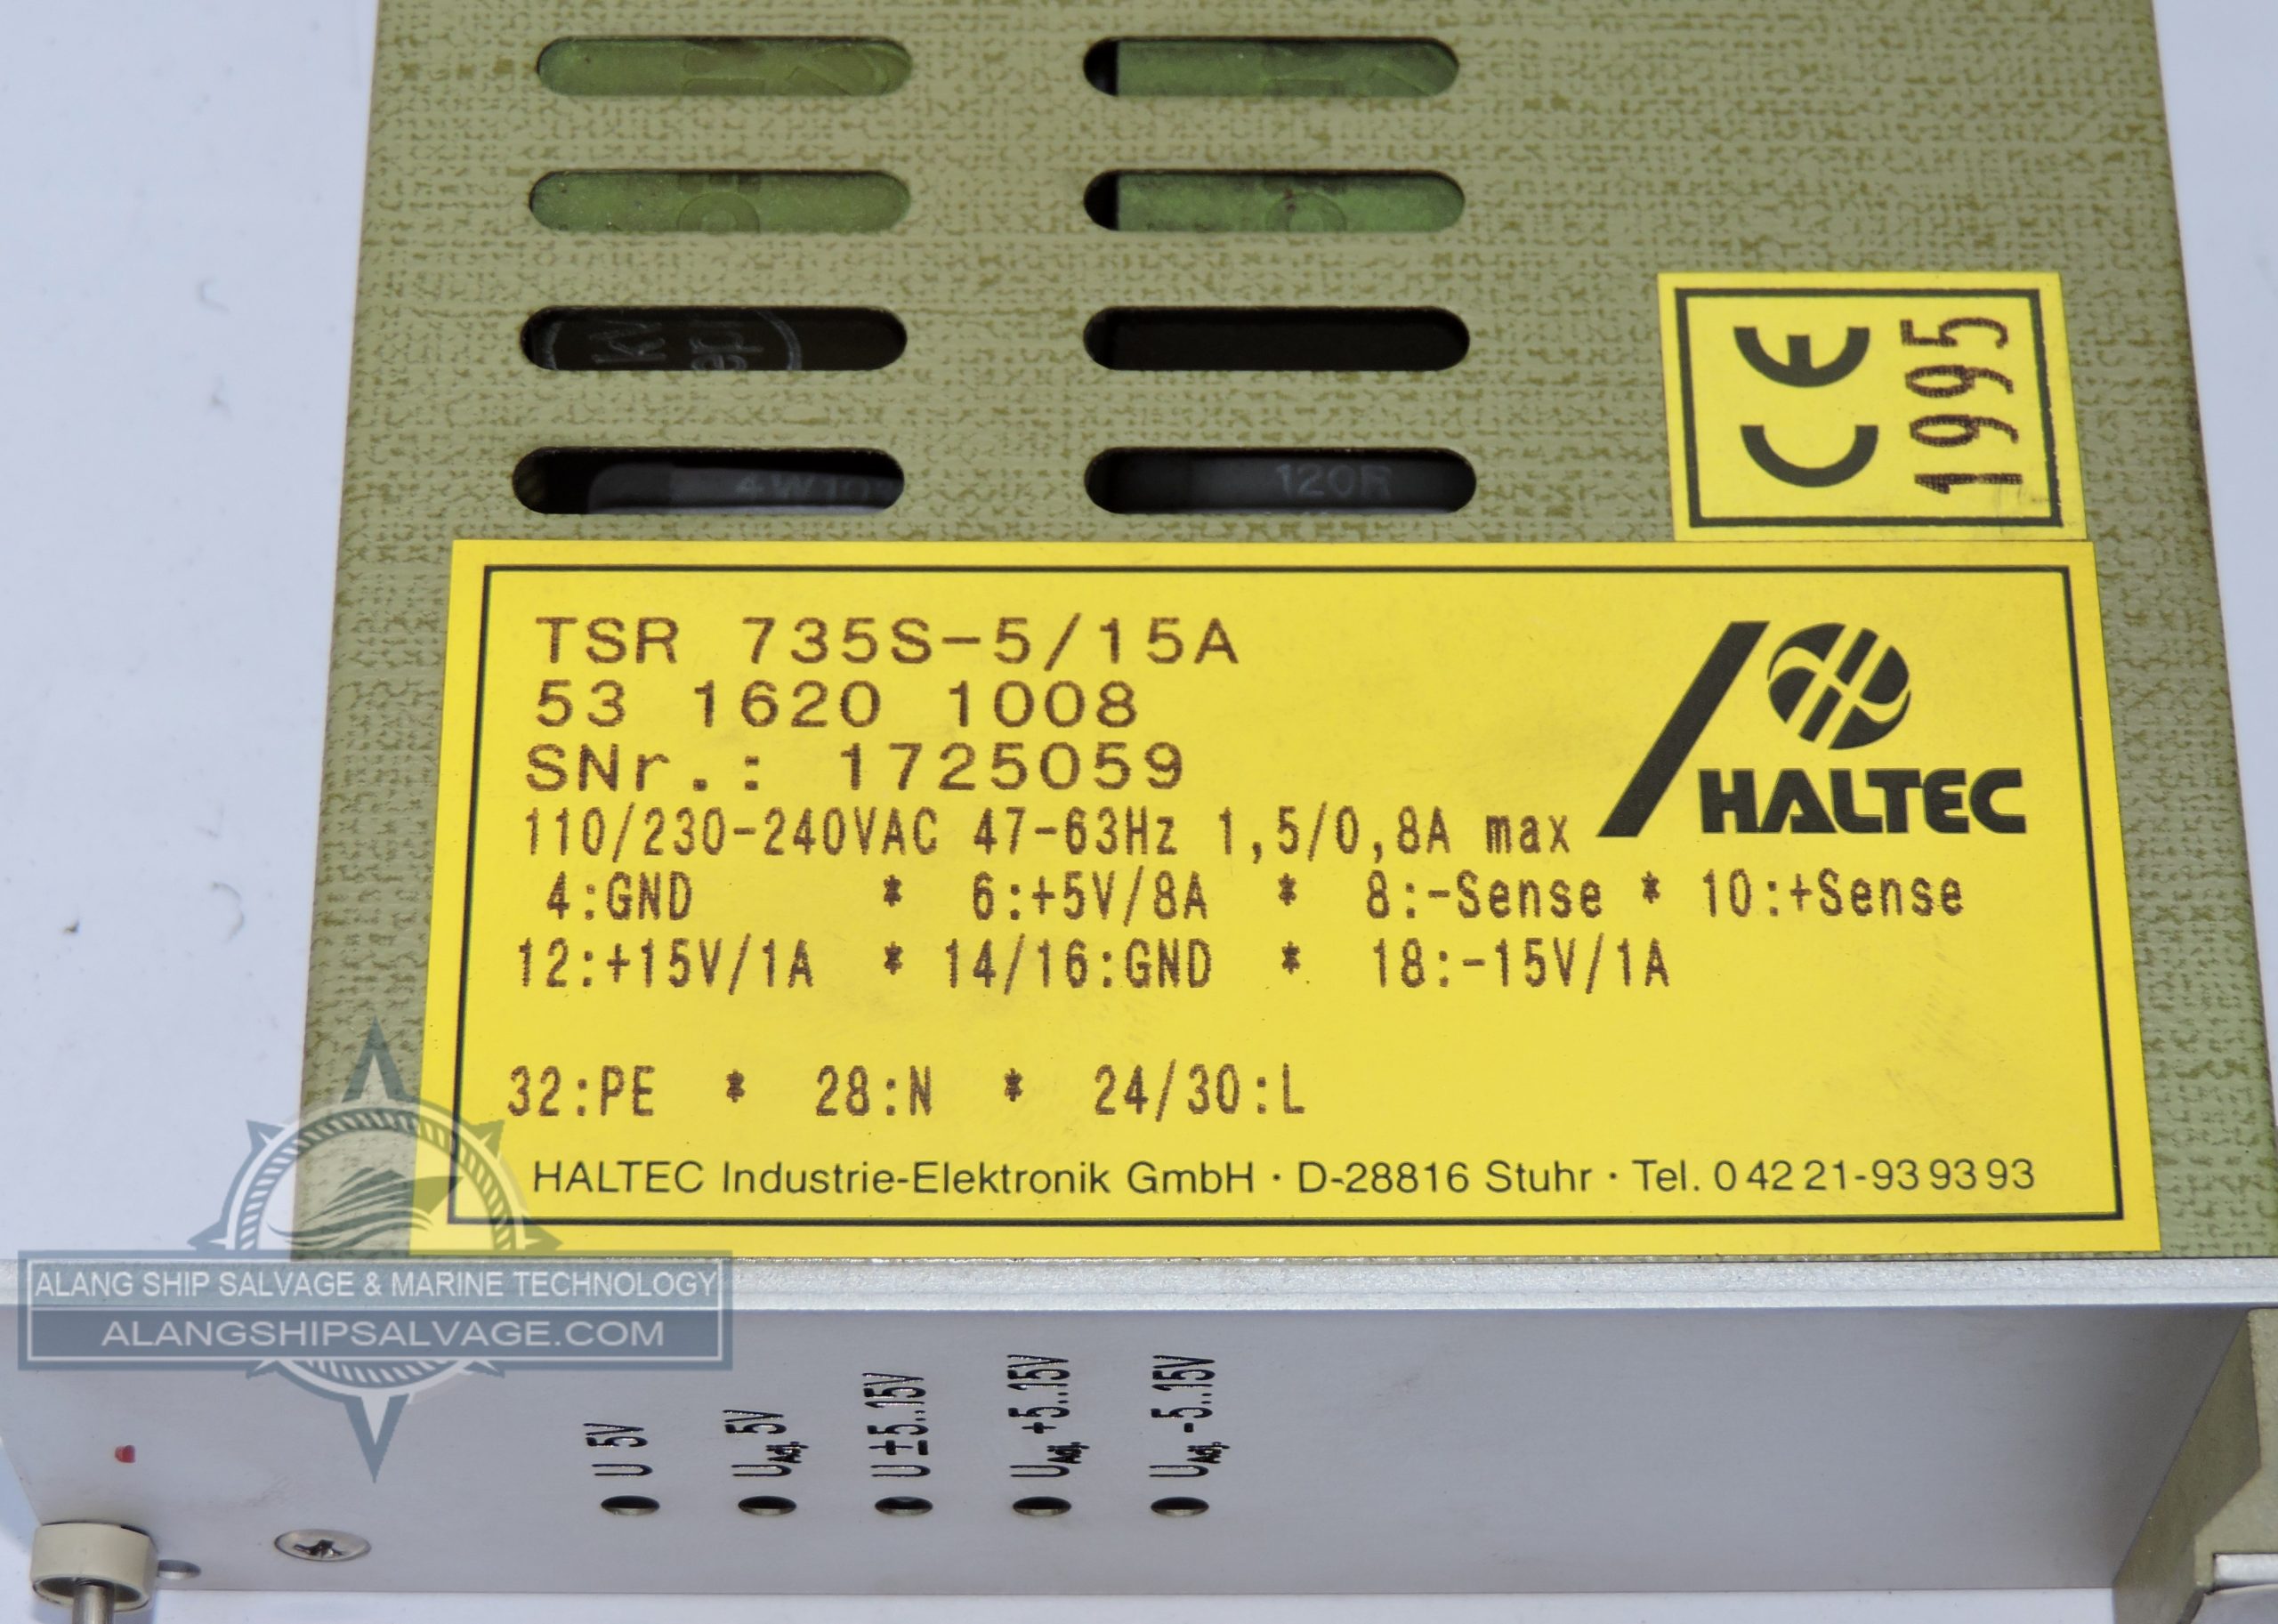 4W10
120R
CE
1995
TSR 735S-5/15A
53 1620 1008
SNr.: 1725059
110/230-240VAC 47-63Hz 1,5/0,8A max
HALTEC
4:GND * 6:+5V/8A * 8:-Sense * 10:+Sense
12:+15V/1A * 14/16:GND * 18:-15V/1A
32:PE * 28:N * 24/30:L
HALTEC Industrie-Elektronik GmbH · D-28816 Stuhr · Tel. 0 42 21-93 93 93
ALANG SHIP SALVAGE & MARINE TECHNOLOGY
ALANGSHIPSALVAGE.COM
U 5V
UAdj. 5V
U±5..15V
UAdj. +5..15V
UAdj. -5..15V